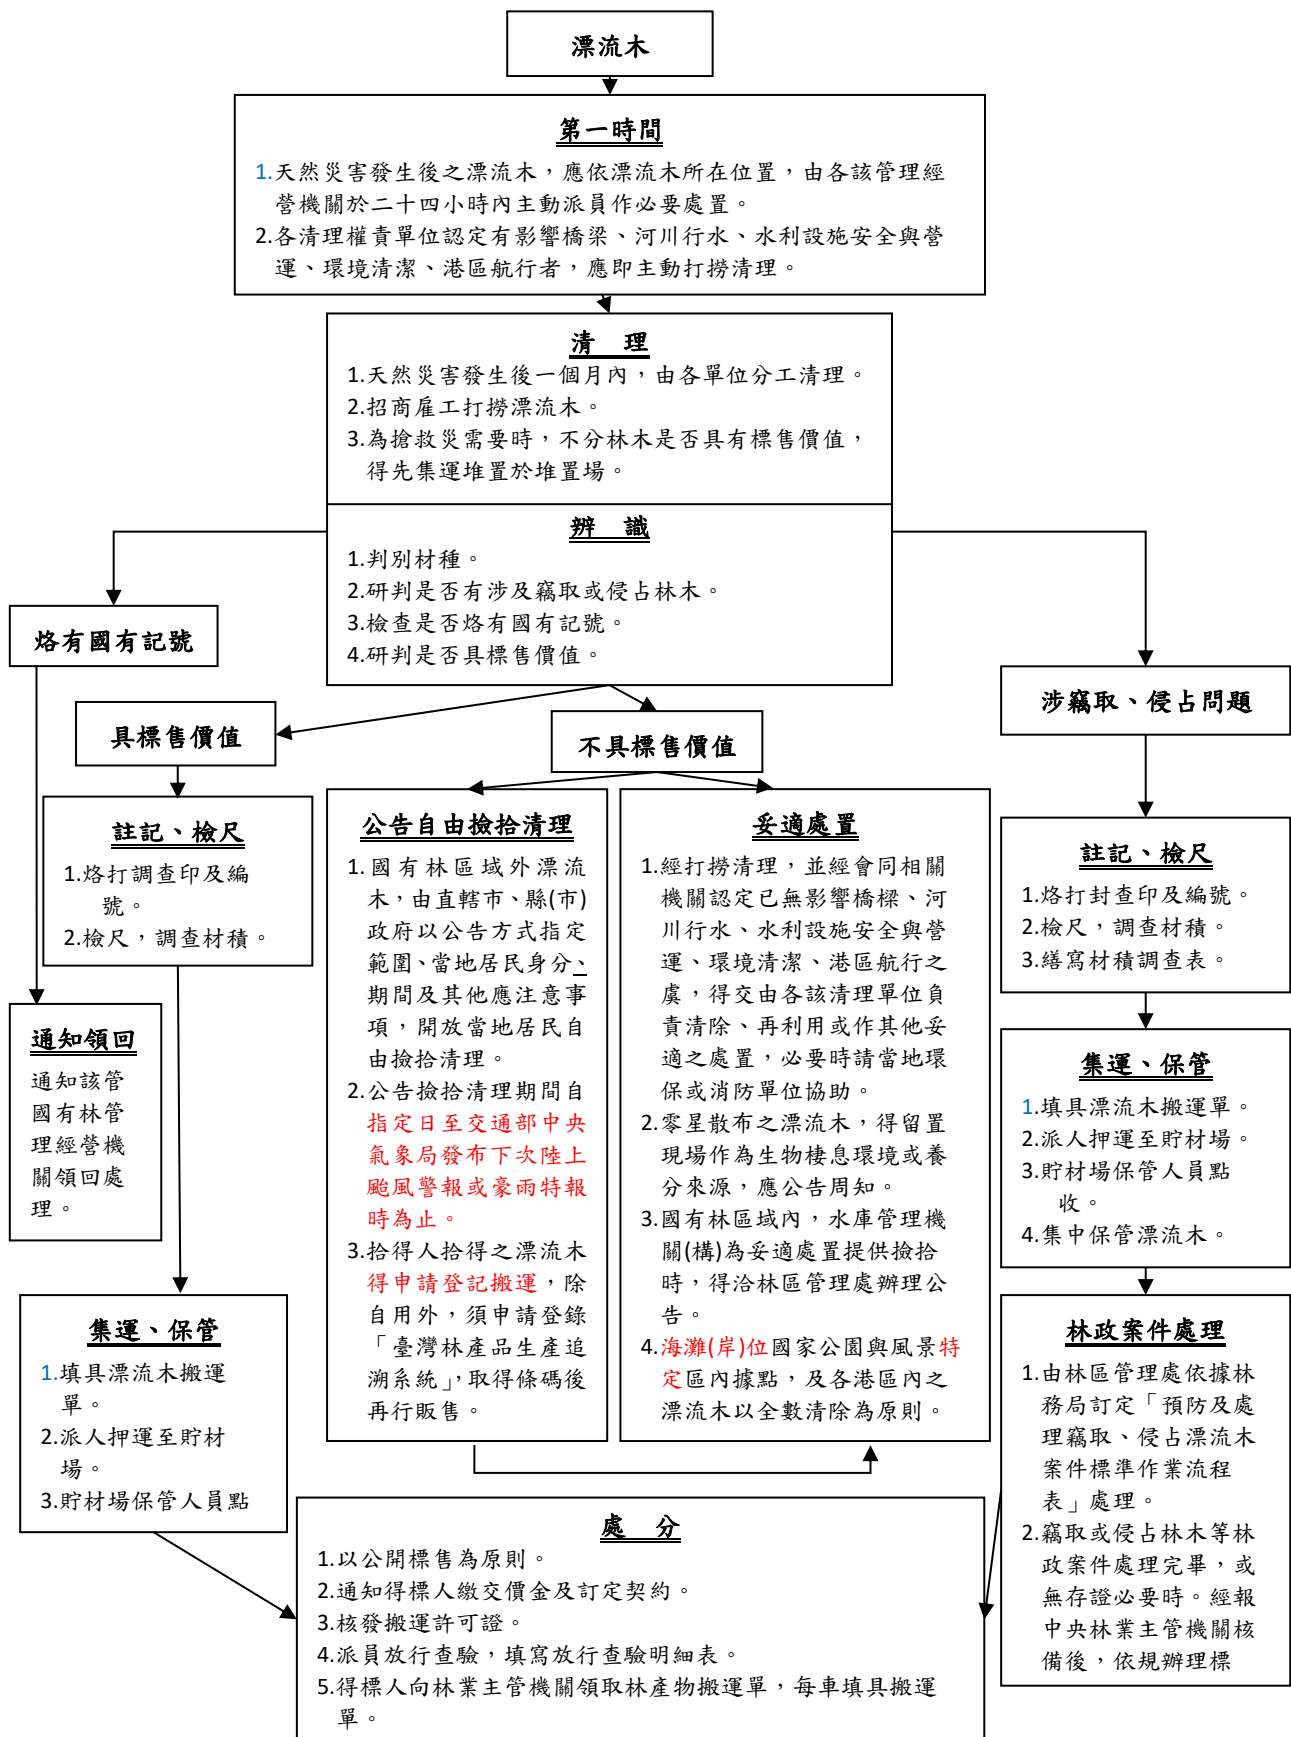 漂流木
第一時間
1.天然災害發生後之漂流木，應依漂流木所在位置，由各該管理經
營機關於二十四小時內主動派員作必要處置。
2.各清理權責單位認定有影響橋梁、河川行水、水利設施安全與營
運、環境清潔、港區航行者，應即主動打撈清理。
清　理
1.天然災害發生後一個月內，由各單位分工清理。
2.招商雇工打撈漂流木。
3.為搶救災需要時，不分林木是否具有標售價值，
得先集運堆置於堆置場。
辨　識
1.判別材種。
2.研判是否有涉及竊取或侵占林木。
3.檢查是否烙有國有記號。
4.研判是否具標售價值。
烙有國有記號
通知領回
通知該管
國有林管
理經營機
關領回處
理。
具標售價值
註記、檢尺
1.烙打調查印及編
號。
2.檢尺，調查材積。
集運、保管
1.填具漂流木搬運
單。
2.派人押運至貯材
場。
3.貯材場保管人員點
不具標售價值
公告自由撿拾清理
1.國有林區域外漂流
木，由直轄市、縣(市)
政府以公告方式指定
範圍、當地居民身分、
期間及其他應注意事
項，開放當地居民自
由撿拾清理。
2.公告撿拾清理期間自
指定日至交通部中央
氣象局發布下次陸上
颱風警報或豪雨特報
時為止。
3.拾得人拾得之漂流木
得申請登記搬運，除
自用外，須申請登錄
「臺灣林產品生產追
溯系統」，取得條碼後
再行販售。
妥適處置
1.經打撈清理，並經會同相關
機關認定已無影響橋樑、河
川行水、水利設施安全與營
運、環境清潔、港區航行之
虞，得交由各該清理單位負
責清除、再利用或作其他妥
適之處置，必要時請當地環
保或消防單位協助。
2.零星散布之漂流木，得留置
現場作為生物棲息環境或養
分來源，應公告周知。
3.國有林區域內，水庫管理機
關(構)為妥適處置提供撿拾
時，得洽林區管理處辦理公
告。
4.海灘(岸)位國家公園與風景特
定區內據點，及各港區內之
漂流木以全數清除為原則。
涉竊取、侵占問題
註記、檢尺
1.烙打封查印及編號。
2.檢尺，調查材積。
3.繕寫材積調查表。
集運、保管
1.填具漂流木搬運單。
2.派人押運至貯材場。
3.貯材場保管人員點
收。
4.集中保管漂流木。
林政案件處理
1.由林區管理處依據林
務局訂定「預防及處
理竊取、侵占漂流木
案件標準作業流程
表」處理。
2.竊取或侵占林木等林
政案件處理完畢，或
無存證必要時。經報
中央林業主管機關核
備後，依規辦理標
處　分
1.以公開標售為原則。
2.通知得標人繳交價金及訂定契約。
3.核發搬運許可證。
4.派員放行查驗，填寫放行查驗明細表。
5.得標人向林業主管機關領取林產物搬運單，每車填具搬運
單。